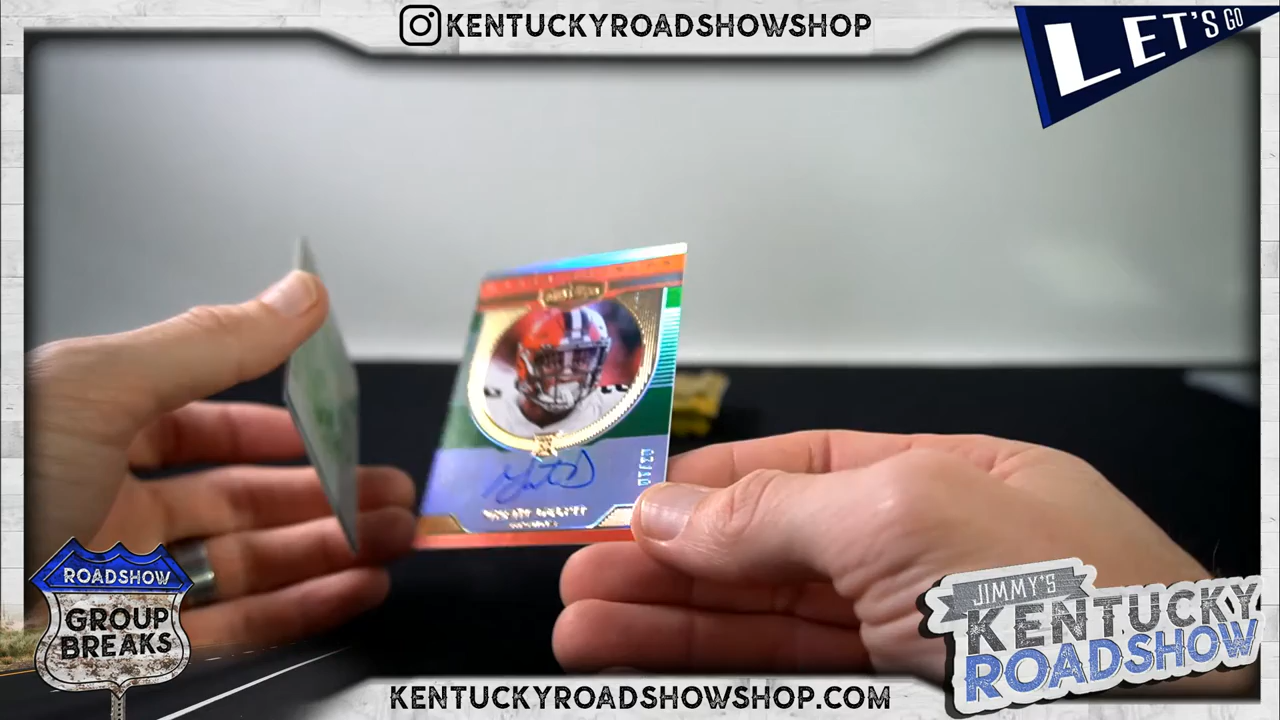 KENTUCKYROADSHOWSHOP
LET'S GO
ROADSHOW
GROUP
BREAKS
JIMMY'S
KENTUCKY
ROADSHOW
KENTUCKYROADSHOWSHOP.COM